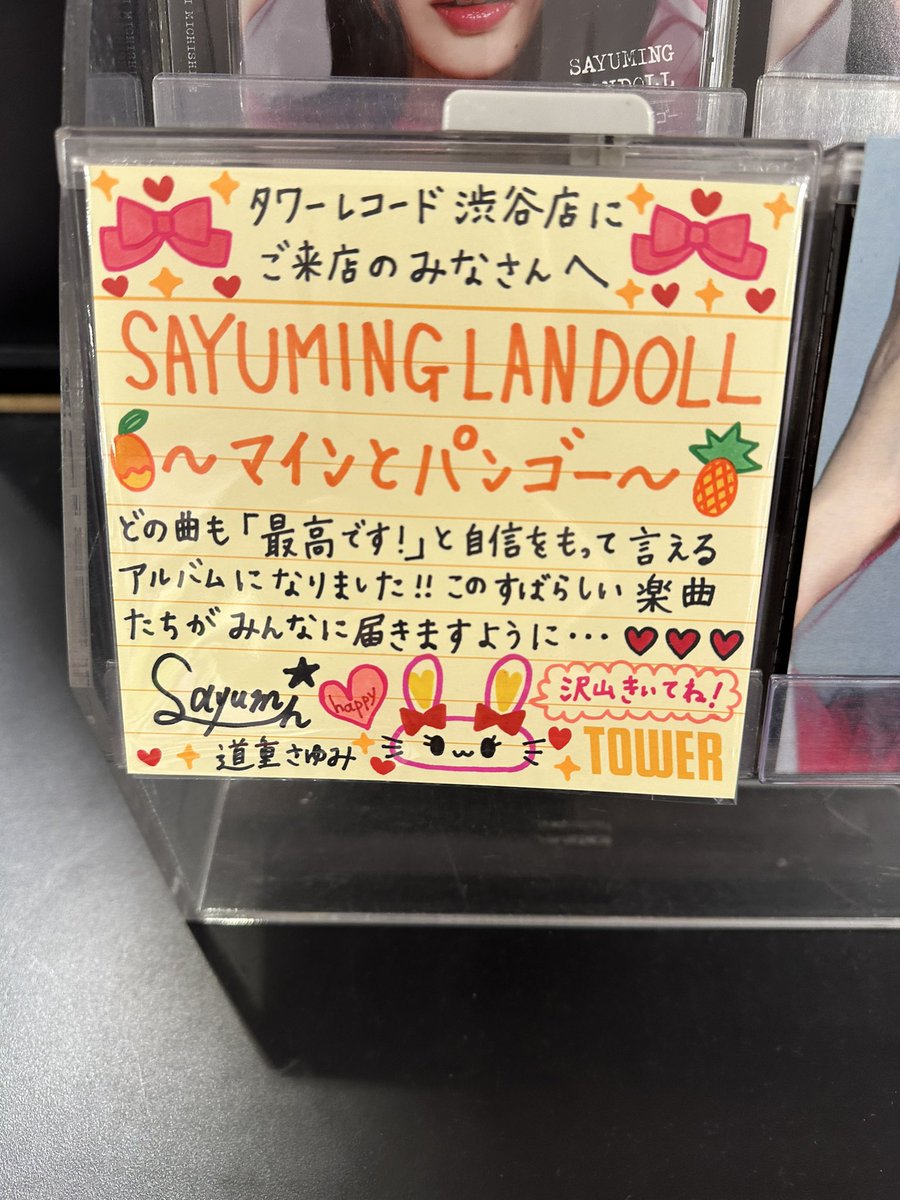 SAYUMING
LANDOLL
タワーレコード渋谷店に
ご来店のみなさんへ
SAYUMINGLANDOLL
〜マインとパンゴー〜
どの曲も「最高です!」と自信をもって言える
アルバムになりました!!このすばらしい楽曲
たちがみんなに届きますように・・・
Sayumin
happy
沢山きいてね!
道重さゆみ
TOWER